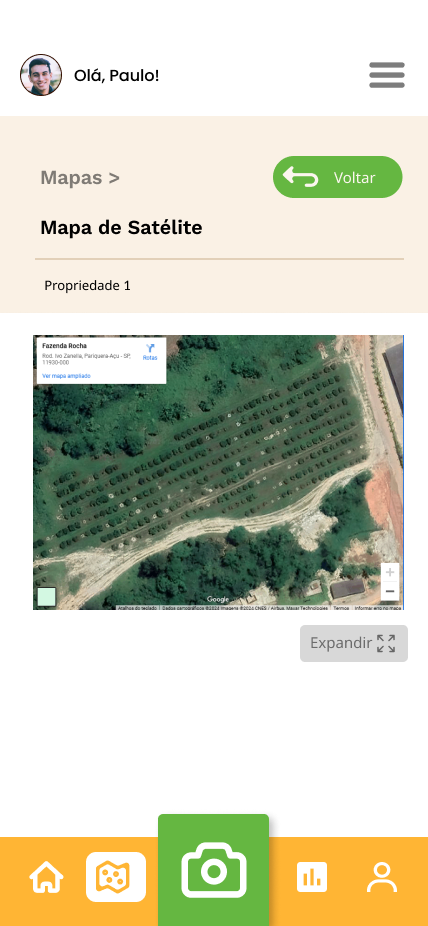 Olá, Paulo!
Mapas >
Voltar
Mapa de Satélite
Propriedade 1
Fazenda Rocha
Rod. Ivo Zanella, Pariquera-Açu - SP,
11930-000
Rotas
Ver mapa ampliado
Google
Atalhos do teclado
Dados cartográficos ©2024 Imagens ©2024 CNES / Airbus, Maxar Technologies
Termos
Informar erro no mapa
Expandir